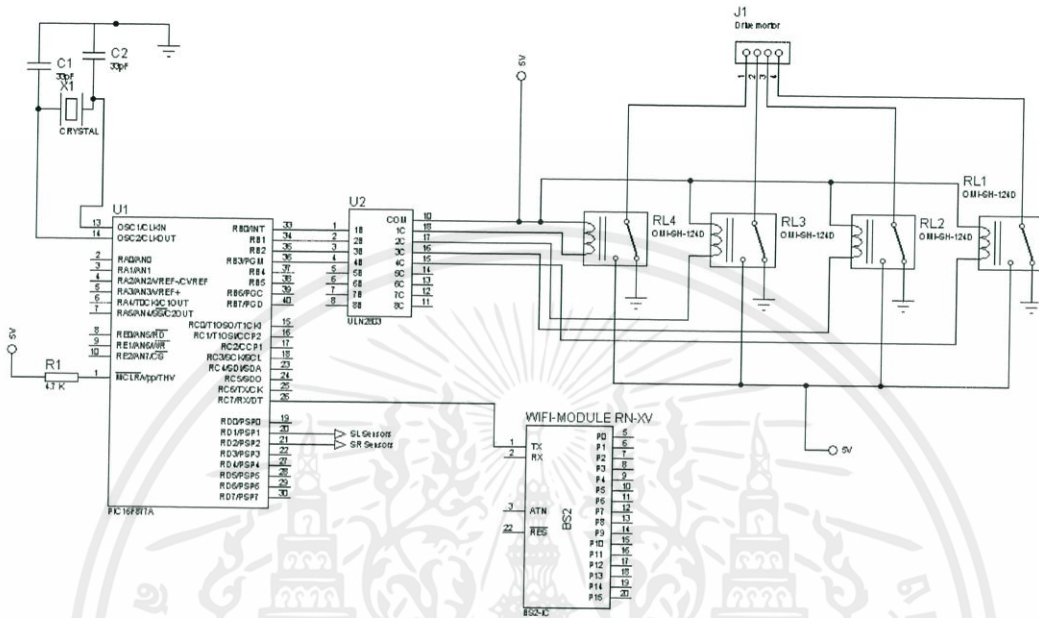 J1
Drive mortor
1
2
3
4
C1
33pF
C2
33pF
X1
CRYSTAL
5V
U1
13 OSC1/CLKIN
14 OSC2/CLKOUT
2 RA0/AN0
3 RA1/AN1
4 RA2/AN2/VREF-/CVREF
5 RA3/AN3/VREF+
6 RA4/T0CKI/C1OUT
7 RA5/AN4/SS/C2OUT
8 RE0/AN5/RD
9 RE1/AN6/WR
10 RE2/AN7/CS
1 MCLR/Vpp/THV
RB0/INT 33
RB1 34
RB2 35
RB3/PGM 36
RB4 37
RB5 38
RB6/PGC 39
RB7/PGD 40
RC0/T1OSO/T1CKI 15
RC1/T1OSI/CCP2 16
RC2/CCP1 17
RC3/SCK/SCL 18
RC4/SDI/SDA 23
RC5/SDO 24
RC6/TX/CK 25
RC7/RX/DT 26
RD0/PSP0 19
RD1/PSP1 20
RD2/PSP2 21
RD3/PSP3 22
RD4/PSP4 27
RD5/PSP5 28
RD6/PSP6 29
RD7/PSP7 30
PIC16F877A
5V
R1
4.7 K
SL Sensors
SR Sensors
U2
1 1B
2 2B
3 3B
4 4B
5 5B
6 6B
7 7B
8 8B
COM 10
1C 18
2C 17
3C 16
4C 15
5C 14
6C 13
7C 12
8C 11
ULN2803
RL4
OMI-SH-124D
RL3
OMI-SH-124D
RL2
OMI-SH-124D
RL1
OMI-SH-124D
5V
WIFI-MODULE RN-XV
1 TX
2 RX
3 ATN
22 RES
BS2
P0 5
P1 6
P2 7
P3 8
P4 9
P5 10
P6 11
P7 12
P8 13
P9 14
P10 15
P11 16
P12 17
P13 18
P14 19
P15 20
BS2-IC